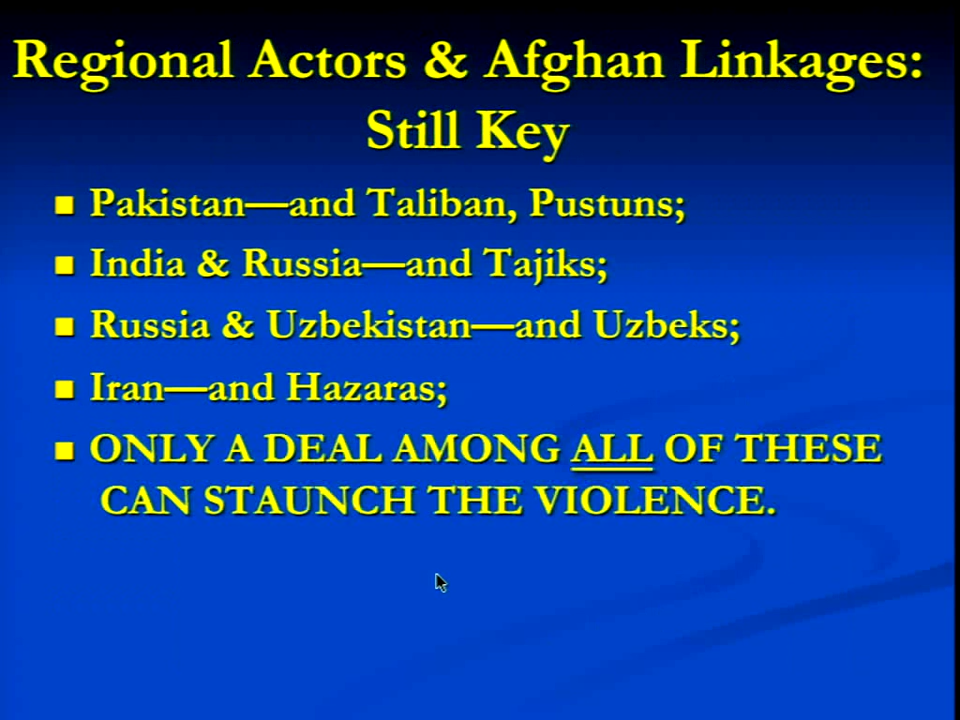 Regional Actors & Afghan Linkages:
Still Key
■ Pakistan—and Taliban, Pustuns;
■ India & Russia—and Tajiks;
■ Russia & Uzbekistan—and Uzbeks;
■ Iran—and Hazaras;
■ ONLY A DEAL AMONG ALL OF THESE
CAN STAUNCH THE VIOLENCE.